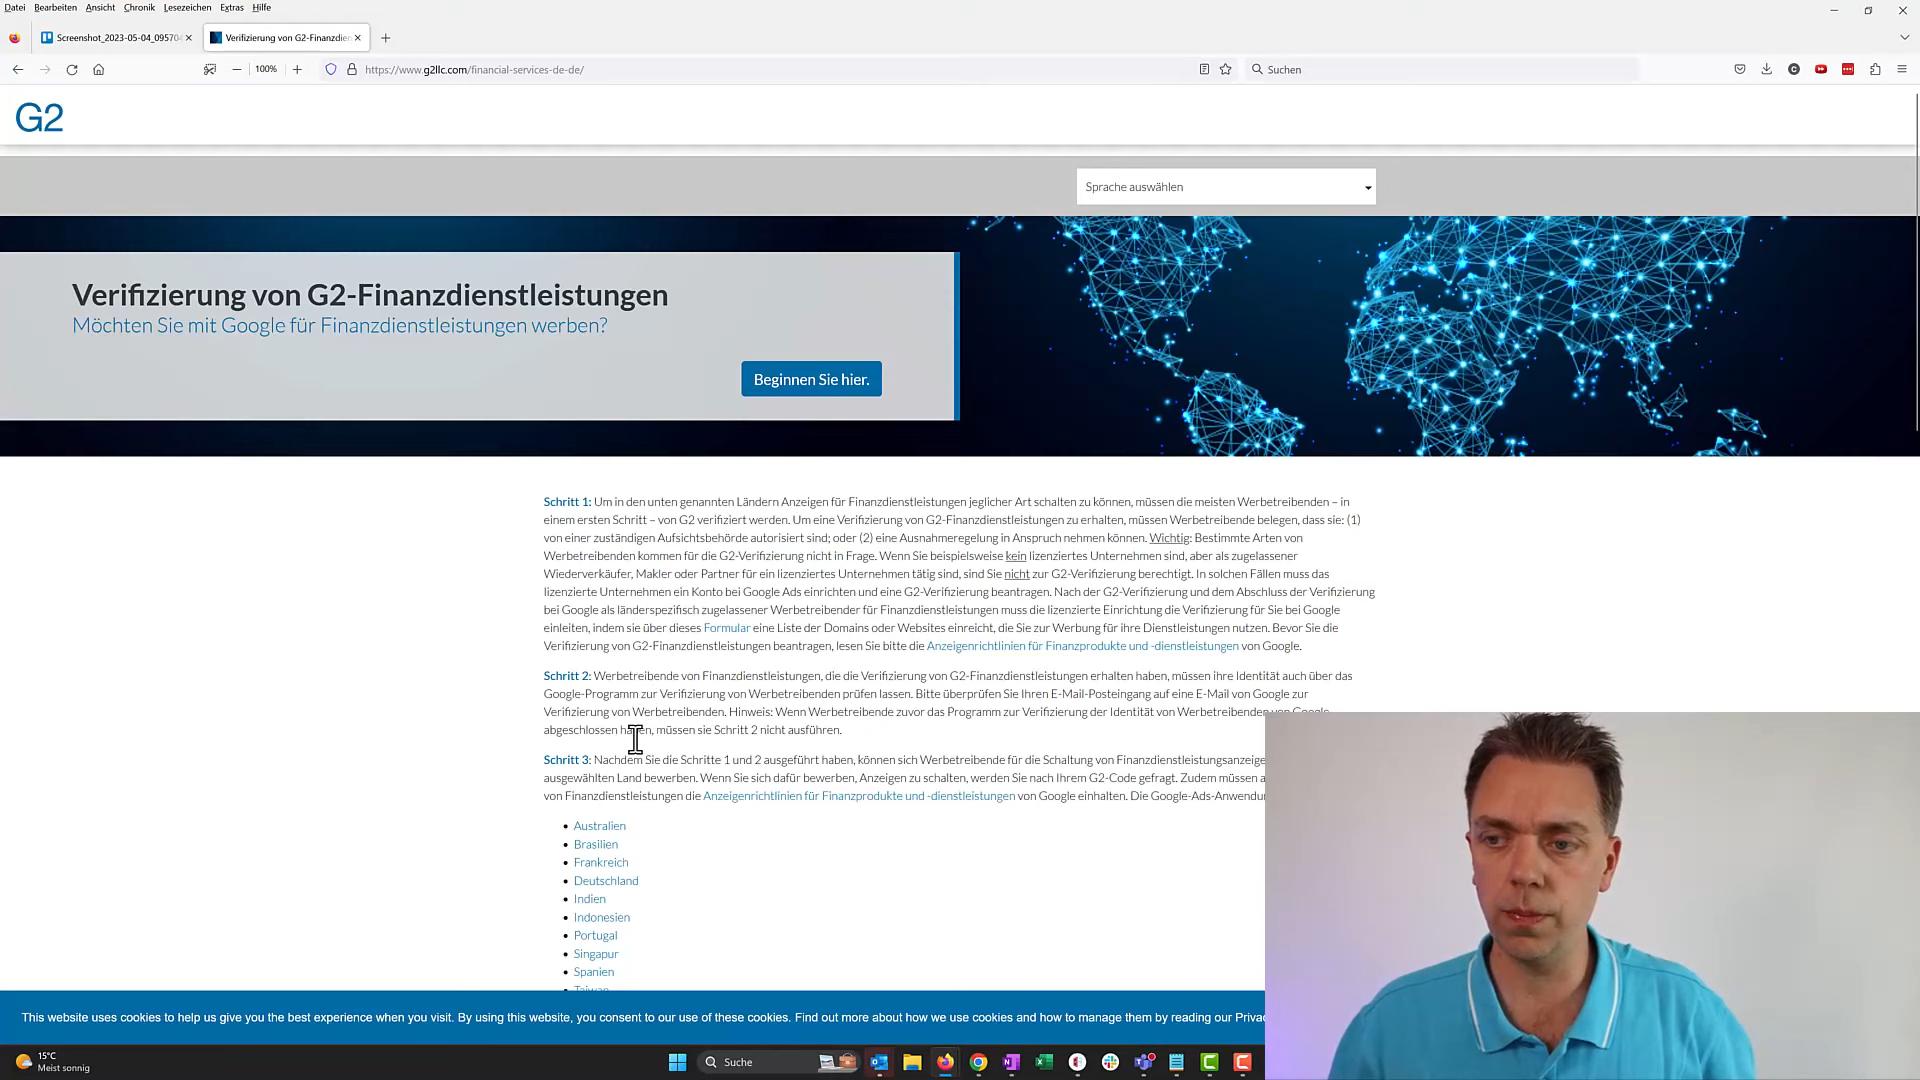 Datei Bearbeiten Ansicht Chronik Lesezeichen Extras Hilfe
Screenshot_2023-05-04_09570
Verifizierung von G2-Finanzdien
100%
https://www.g2llc.com/financial-services-de-de/
Suchen
G2
Sprache auswählen
Verifizierung von G2-Finanzdienstleistungen
Möchten Sie mit Google für Finanzdienstleistungen werben?
Beginnen Sie hier.
Schritt 1: Um in den unten genannten Ländern Anzeigen für Finanzdienstleistungen jeglicher Art schalten zu können, müssen die meisten Werbetreibenden – in
einem ersten Schritt – von G2 verifiziert werden. Um eine Verifizierung von G2-Finanzdienstleistungen zu erhalten, müssen Werbetreibende belegen, dass sie: (1)
von einer zuständigen Aufsichtsbehörde autorisiert sind; oder (2) eine Ausnahmeregelung in Anspruch nehmen können. Wichtig: Bestimmte Arten von
Werbetreibenden kommen für die G2-Verifizierung nicht in Frage. Wenn Sie beispielsweise kein lizenziertes Unternehmen sind, aber als zugelassener
Wiederverkäufer, Makler oder Partner für ein lizenziertes Unternehmen tätig sind, sind Sie nicht zur G2-Verifizierung berechtigt. In solchen Fällen muss das
lizenzierte Unternehmen ein Konto bei Google Ads einrichten und eine G2-Verifizierung beantragen. Nach der G2-Verifizierung und dem Abschluss der Verifizierung
bei Google als länderspezifisch zugelassener Werbetreibender für Finanzdienstleistungen muss die lizenzierte Einrichtung die Verifizierung für Sie bei Google
einleiten, indem sie über dieses Formular eine Liste der Domains oder Websites einreicht, die Sie zur Werbung für ihre Dienstleistungen nutzen. Bevor Sie die
Verifizierung von G2-Finanzdienstleistungen beantragen, lesen Sie bitte die Anzeigenrichtlinien für Finanzprodukte und -dienstleistungen von Google.
Schritt 2: Werbetreibende von Finanzdienstleistungen, die die Verifizierung von G2-Finanzdienstleistungen erhalten haben, müssen ihre Identität auch über das
Google-Programm zur Verifizierung von Werbetreibenden prüfen lassen. Bitte überprüfen Sie Ihren E-Mail-Posteingang auf eine E-Mail von Google zur
Verifizierung von Werbetreibenden. Hinweis: Wenn Werbetreibende zuvor das Programm zur Verifizierung der Identität von Werbetreibenden von Google
abgeschlossen haben, müssen sie Schritt 2 nicht ausführen.
Schritt 3: Nachdem Sie die Schritte 1 und 2 ausgeführt haben, können sich Werbetreibende für die Schaltung von Finanzdienstleistungsanzeige
ausgewählten Land bewerben. Wenn Sie sich dafür bewerben, Anzeigen zu schalten, werden Sie nach Ihrem G2-Code gefragt. Zudem müssen a
von Finanzdienstleistungen die Anzeigenrichtlinien für Finanzprodukte und -dienstleistungen von Google einhalten. Die Google-Ads-Anwendu
Australien
Brasilien
Frankreich
Deutschland
Indien
Indonesien
Portugal
Singapur
Spanien
Taiwan
This website uses cookies to help us give you the best experience when you visit. By using this website, you consent to our use of these cookies. Find out more about how we use cookies and how to manage them by reading our Priva
15°C
Meist sonnig
Suche